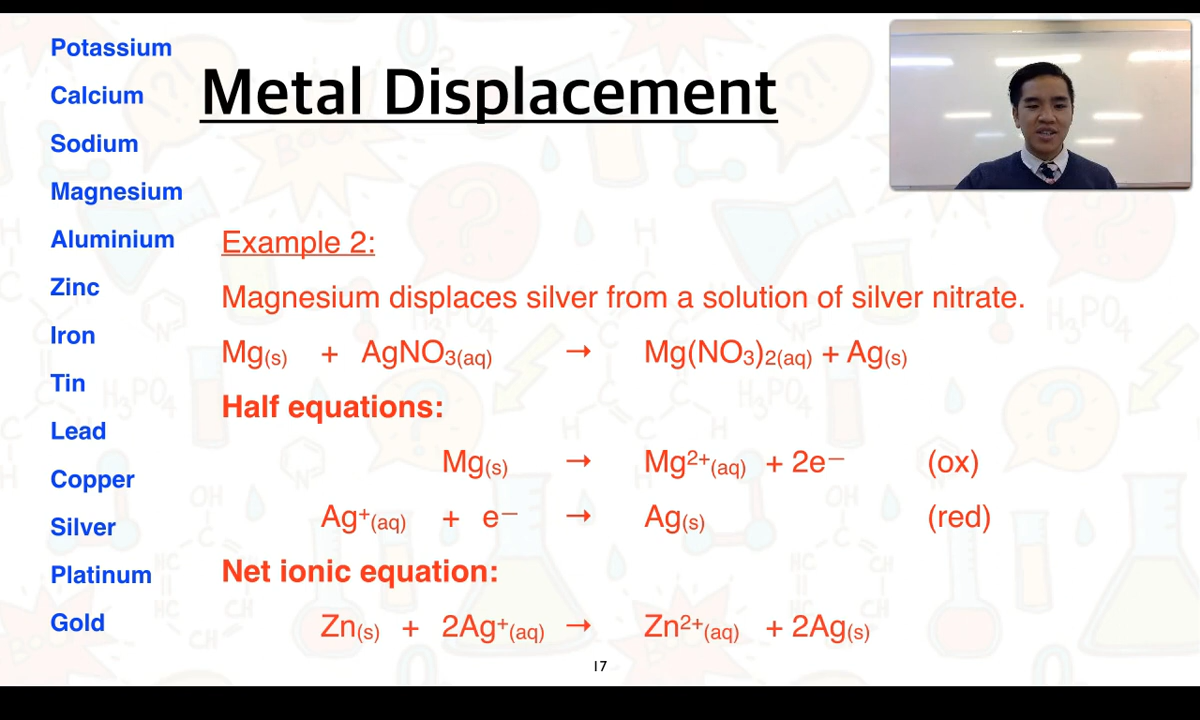 Potassium
Calcium
Sodium
Magnesium
Aluminium
Zinc
Iron
Tin
Lead
Copper
Silver
Platinum
Gold
Metal Displacement
Example 2:
Magnesium displaces silver from a solution of silver nitrate.
Mg(s) + AgNO3(aq) → Mg(NO3)2(aq) + Ag(s)
Half equations:
Mg(s) → Mg²⁺(aq) + 2e⁻ (ox)
Ag⁺(aq) + e⁻ → Ag(s) (red)
Net ionic equation:
Zn(s) + 2Ag⁺(aq) → Zn²⁺(aq) + 2Ag(s)
17